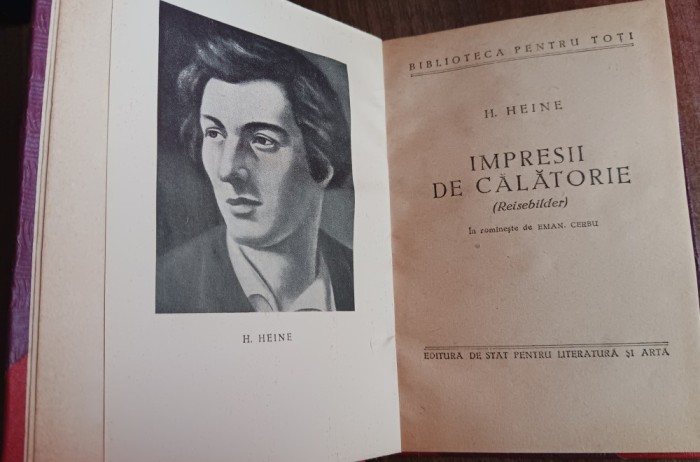 H. HEINE
BIBLIOTECA PENTRU TOȚI
H. HEINE
IMPRESII
DE CĂLĂTORIE
(Reisebilder)
În romînește de EMAN. CERBU
EDITURA DE STAT PENTRU LITERATURĂ ȘI ARTĂ